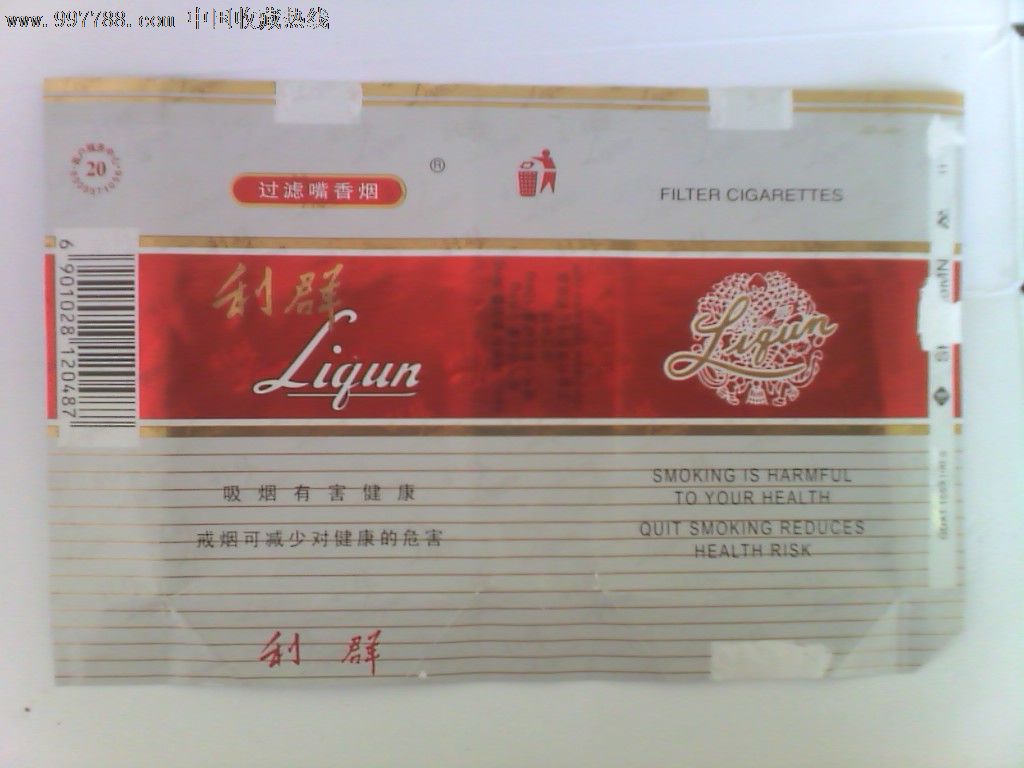 www.997788.com 中国收藏热线
20
过滤嘴香烟
®
FILTER CIGARETTES
利群
Liqun
Liqun
6 901028 120487
吸烟有害健康
戒烟可减少对健康的危害
SMOKING IS HARMFUL
TO YOUR HEALTH
QUIT SMOKING REDUCES
HEALTH RISK
利群